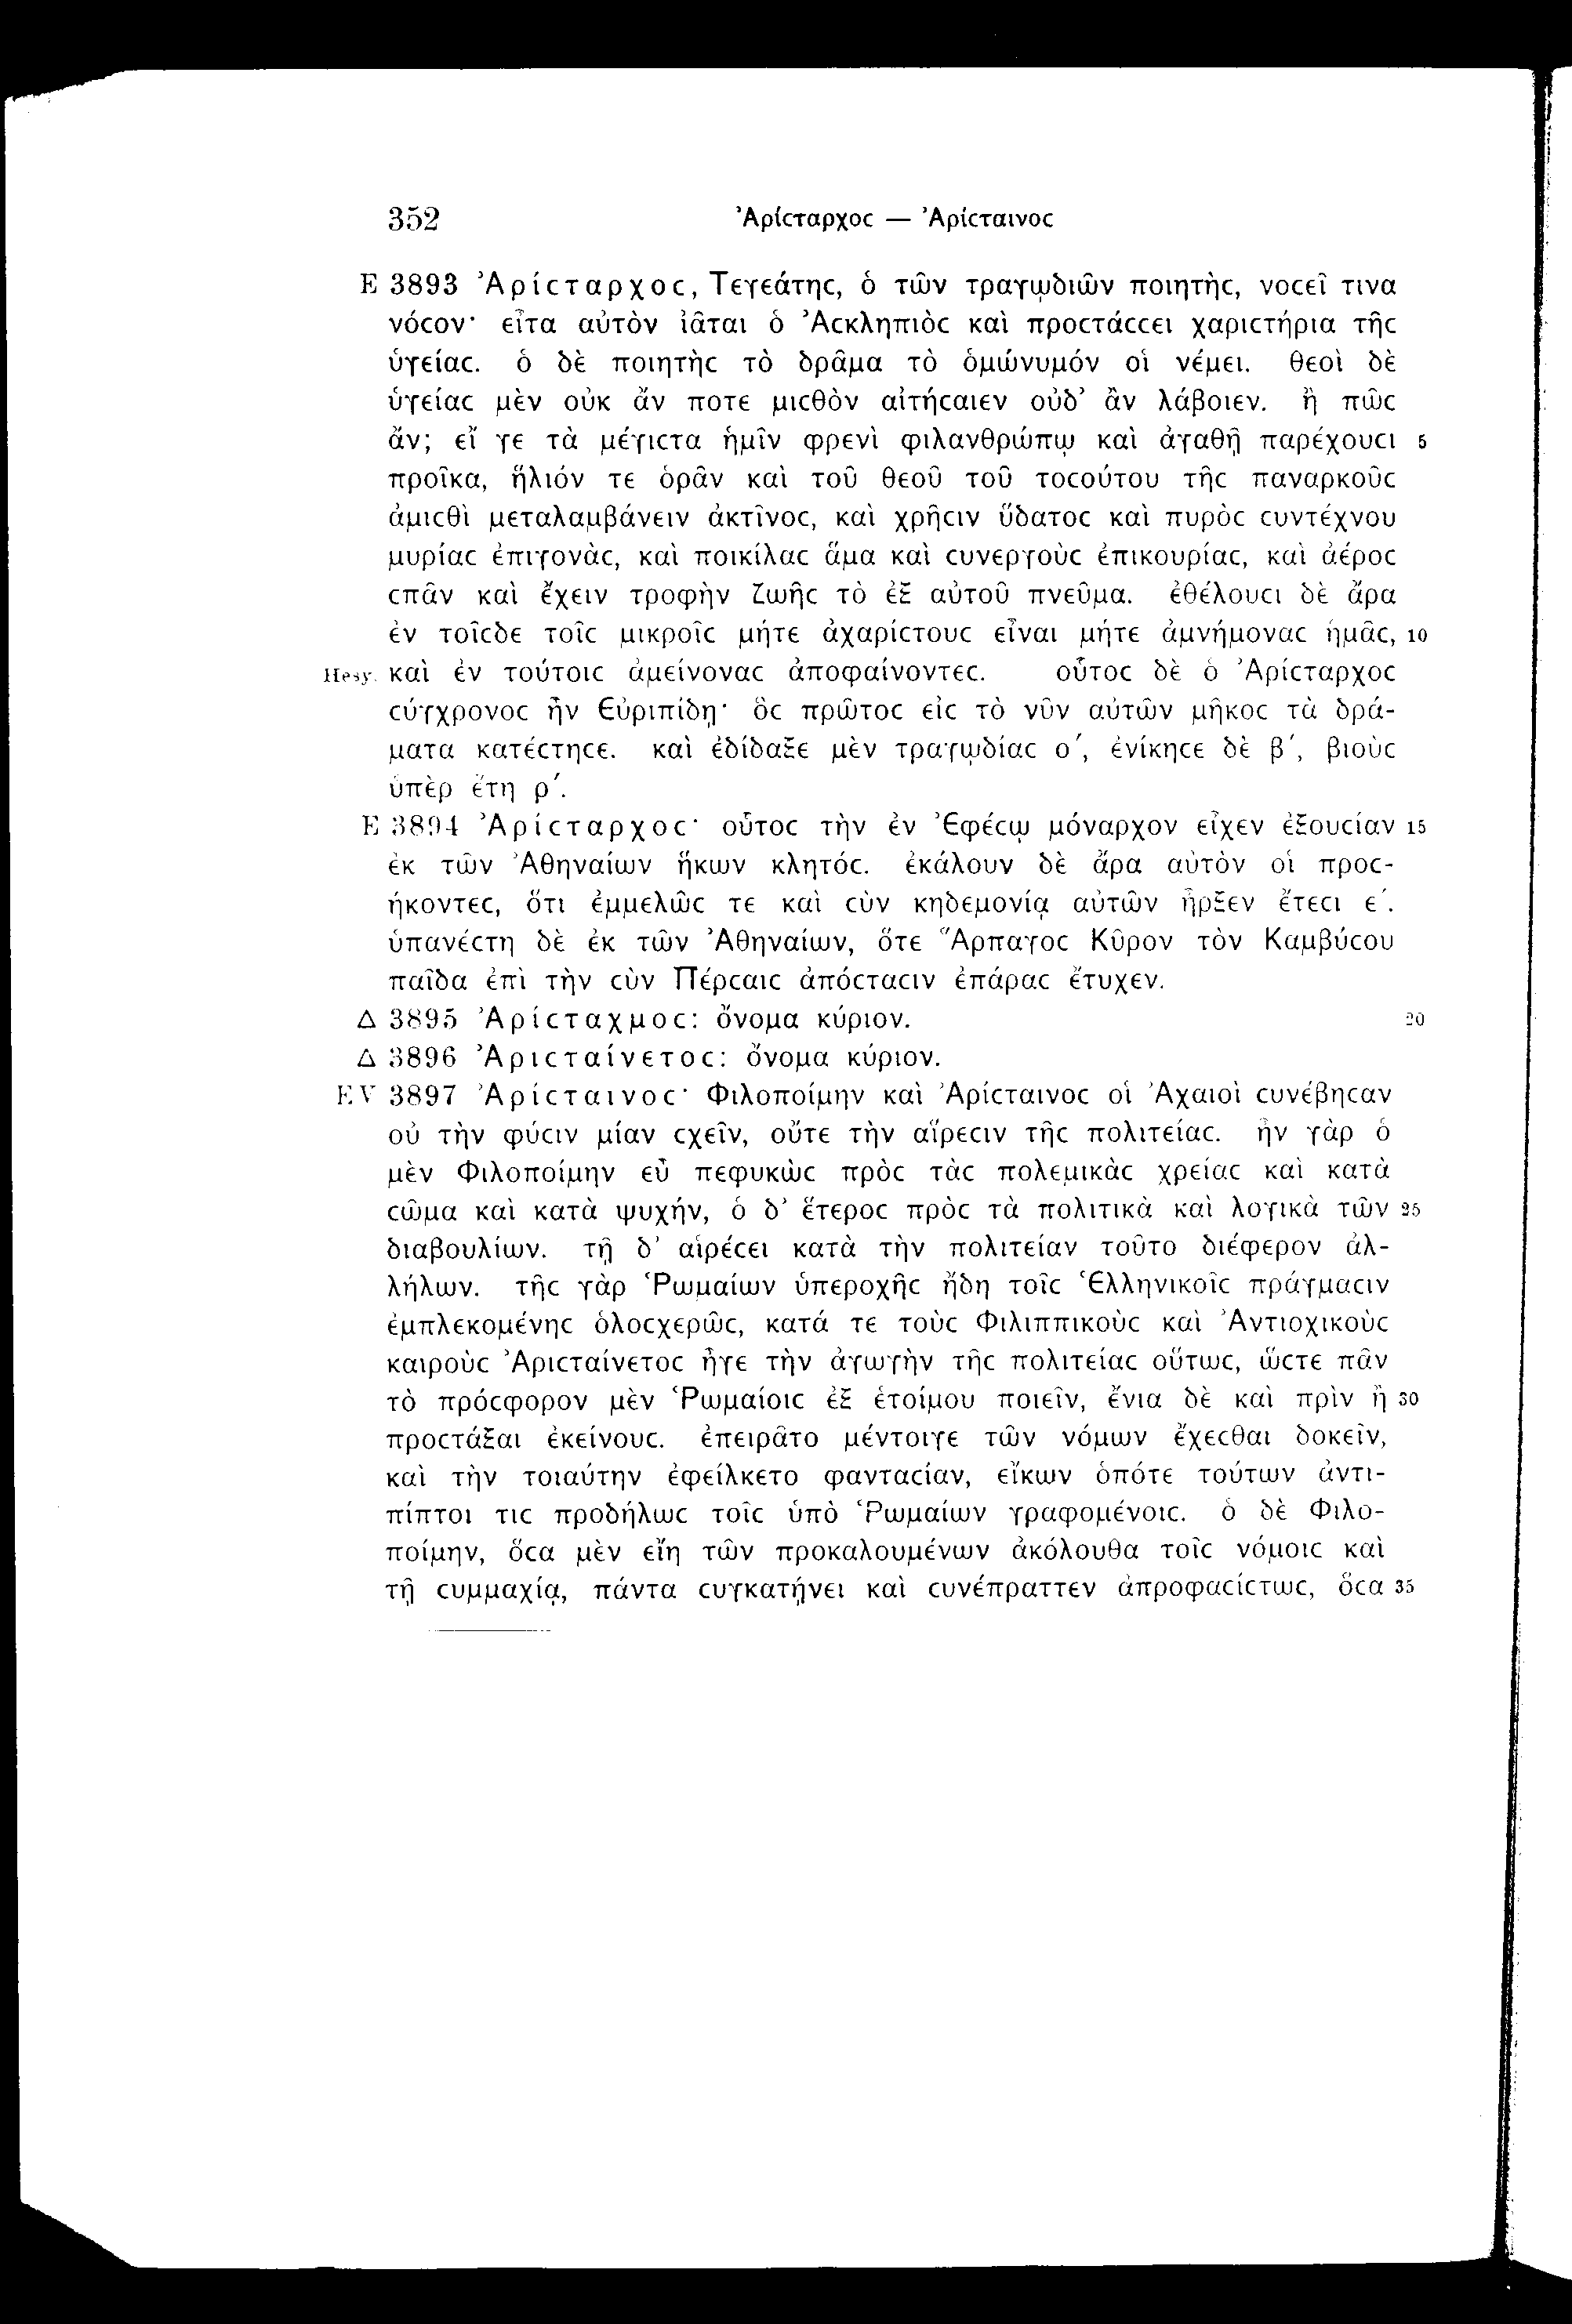 352 Ἀρίϲταρχοϲ — Ἀρίϲταινοϲ
E 3893 Ἀρίϲταρχοϲ, Τεγεάτηϲ, ὁ τῶν τραγῳδιῶν ποιητὴϲ, νοϲεῖ τινα
νόϲον· εἶτα αὐτὸν ἰᾶται ὁ Ἀϲκληπιὸϲ καὶ προϲτάϲϲει χαριϲτήρια τῆϲ
ὑγείαϲ. ὁ δὲ ποιητὴϲ τὸ δρᾶμα τὸ ὁμώνυμόν οἱ νέμει. θεοὶ δὲ
ὑγείαϲ μὲν οὐκ ἄν ποτε μιϲθὸν αἰτήϲαιεν οὐδ’ ἂν λάβοιεν. ἢ πῶϲ
ἄν; εἴ γε τὰ μέγιϲτα ἡμῖν φρενὶ φιλανθρώπῳ καὶ ἀγαθῇ παρέχουϲι 5
προῖκα, ἥλιόν τε ὁρᾶν καὶ τοῦ θεοῦ τοῦ τοϲούτου τῆϲ παναρκοῦϲ
ἀμιϲθὶ μεταλαμβάνειν ἀκτῖνοϲ, καὶ χρῆϲιν ὕδατοϲ καὶ πυρὸϲ ϲυντέχνου
μυρίαϲ ἐπιγονὰϲ, καὶ ποικίλαϲ ἅμα καὶ ϲυνεργοὺϲ ἐπικουρίαϲ, καὶ ἀέροϲ
ϲπᾶν καὶ ἔχειν τροφὴν ζωῆϲ τὸ ἐξ αὐτοῦ πνεῦμα. ἐθέλουϲι δὲ ἄρα
ἐν τοῖϲδε τοῖϲ μικροῖϲ μήτε ἀχαρίϲτουϲ εἶναι μήτε ἀμνήμοναϲ ἡμᾶϲ, 10
Hesy. καὶ ἐν τούτοιϲ ἀμείνοναϲ ἀποφαίνοντεϲ. οὗτοϲ δὲ ὁ Ἀρίϲταρχοϲ
ϲύγχρονοϲ ἦν Εὐριπίδῃ· ὃϲ πρῶτοϲ εἰϲ τὸ νῦν αὐτῶν μῆκοϲ τὰ δρά-
ματα κατέϲτηϲε. καὶ ἐδίδαξε μὲν τραγῳδίαϲ ο΄, ἐνίκηϲε δὲ β΄, βιοὺϲ
ὑπὲρ ἔτη ρ΄.
E 3894 Ἀρίϲταρχοϲ· οὗτοϲ τὴν ἐν Ἐφέϲῳ μόναρχον εἶχεν ἐξουϲίαν 15
ἐκ τῶν Ἀθηναίων ἥκων κλητόϲ. ἐκάλουν δὲ ἄρα αὐτὸν οἱ προϲ-
ήκοντεϲ, ὅτι ἐμμελῶϲ τε καὶ ϲὺν κηδεμονίᾳ αὐτῶν ἦρξεν ἔτεϲι ε΄.
ὑπανέϲτη δὲ ἐκ τῶν Ἀθηναίων, ὅτε Ἅρπαγοϲ Κῦρον τὸν Καμβύϲου
παῖδα ἐπὶ τὴν ϲὺν Πέρϲαιϲ ἀπόϲταϲιν ἐπάραϲ ἔτυχεν.
Δ 3895 Ἀρίϲταχμοϲ: ὄνομα κύριον. 20
Δ 3896 Ἀριϲταίνετοϲ: ὄνομα κύριον.
EV 3897 Ἀρίϲταινοϲ· Φιλοποίμην καὶ Ἀρίϲταινοϲ οἱ Ἀχαιοὶ ϲυνέβηϲαν
οὐ τὴν φύϲιν μίαν ϲχεῖν, οὔτε τὴν αἵρεϲιν τῆϲ πολιτείαϲ. ἦν γὰρ ὁ
μὲν Φιλοποίμην εὖ πεφυκὼϲ πρὸϲ τὰϲ πολεμικὰϲ χρείαϲ καὶ κατὰ
ϲῶμα καὶ κατὰ ψυχήν, ὁ δ’ ἕτεροϲ πρὸϲ τὰ πολιτικὰ καὶ λογικὰ τῶν 25
διαβουλίων. τῇ δ’ αἱρέϲει κατὰ τὴν πολιτείαν τοῦτο διέφερον ἀλ-
λήλων. τῆϲ γὰρ Ῥωμαίων ὑπεροχῆϲ ἤδη τοῖϲ Ἑλληνικοῖϲ πράγμαϲιν
ἐμπλεκομένηϲ ὁλοϲχερῶϲ, κατά τε τοὺϲ Φιλιππικοὺϲ καὶ Ἀντιοχικοὺϲ
καιροὺϲ Ἀριϲταίνετοϲ ἦγε τὴν ἀγωγὴν τῆϲ πολιτείαϲ οὕτωϲ, ὥϲτε πᾶν
τὸ πρόϲφορον μὲν Ῥωμαίοιϲ ἐξ ἑτοίμου ποιεῖν, ἔνια δὲ καὶ πρὶν ἢ 30
προϲτάξαι ἐκείνουϲ. ἐπειρᾶτο μέντοιγε τῶν νόμων ἔχεϲθαι δοκεῖν,
καὶ τὴν τοιαύτην ἐφείλκετο φανταϲίαν, εἴκων ὁπότε τούτων ἀντι-
πίπτοι τιϲ προδήλωϲ τοῖϲ ὑπὸ Ῥωμαίων γραφομένοιϲ. ὁ δὲ Φιλο-
ποίμην, ὅϲα μὲν εἴη τῶν προκαλουμένων ἀκόλουθα τοῖϲ νόμοιϲ καὶ
τῇ ϲυμμαχίᾳ, πάντα ϲυγκατῄνει καὶ ϲυνέπραττεν ἀπροφαϲίϲτωϲ, ὅϲα 35